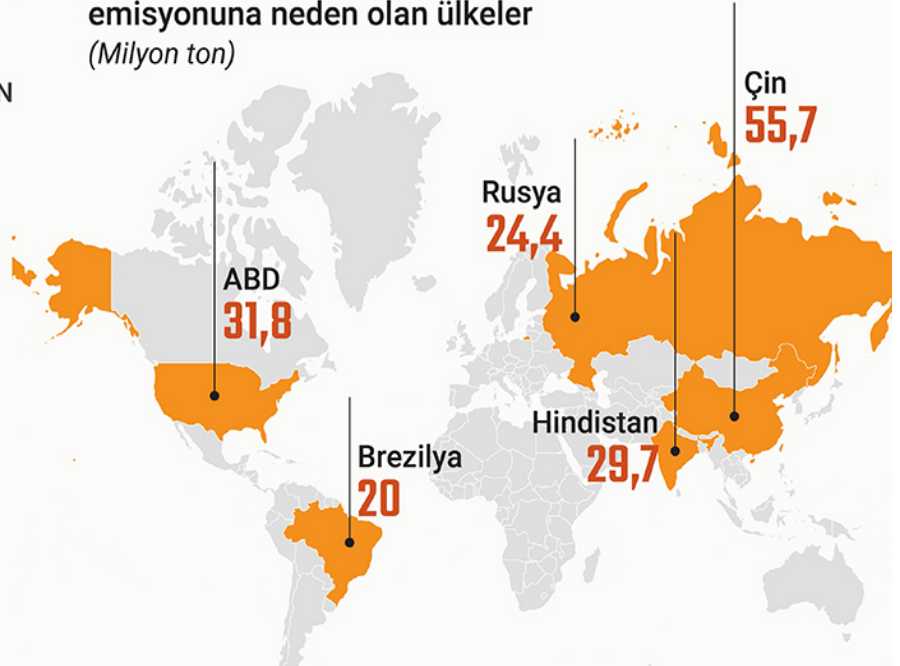 emisyonuna neden olan ülkeler
(Milyon ton)
N
Çin
55,7
Rusya
24,4
ABD
31,8
Hindistan
29,7
Brezilya
20